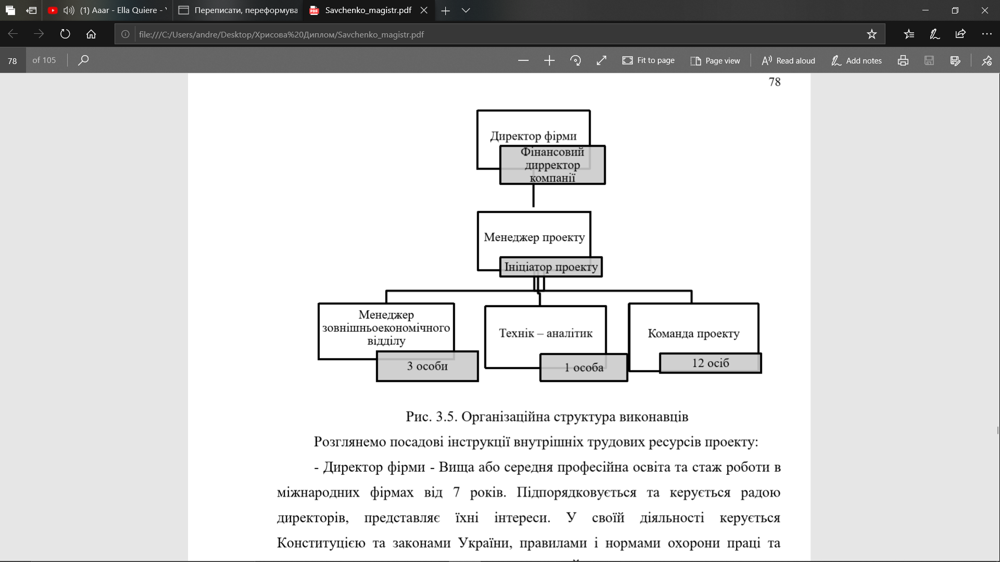 (1) Aaar - Ella Quiere -
Переписати, переформува
Savchenko_magistr.pdf
file:///C:/Users/andre/Desktop/Хрисова%20Диплом/Savchenko_magistr.pdf
78 of 105
Fit to page
Page view
Read aloud
Add notes
78
Директор фірми
Фінансовий
дирректор
компанії
Менеджер проекту
Ініціатор проекту
Менеджер
зовнішньоекономічного
відділу
3 особи
Технік – аналітик
1 особа
Команда проекту
12 осіб
Рис. 3.5. Організаційна структура виконавців
Розглянемо посадові інструкції внутрішніх трудових ресурсів проекту:
- Директор фірми - Вища або середня професійна освіта та стаж роботи в
міжнародних фірмах від 7 років. Підпорядковується та керується радою
директорів, представляє їхні інтереси. У своїй діяльності керується
Конституцією та законами України, правилами і нормами охорони праці та